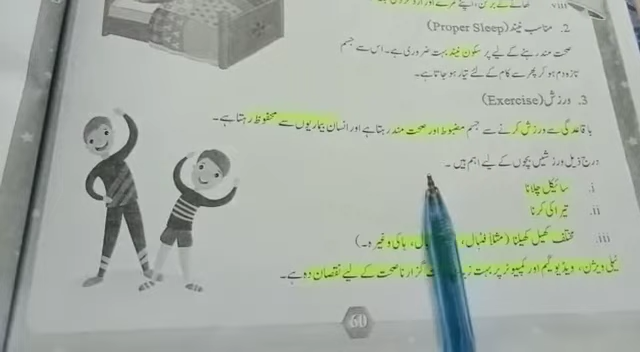 viii
2. مناسب نیند (Proper Sleep)
صحت مند رہنے کے لیے پر سکون نیند بہت ضروری ہے۔ اس سے جسم
تازہ دم ہو کر پھر سے کام کے لئے تیار ہو جاتا ہے۔
3. ورزش (Exercise)
باقاعدگی سے ورزش کرنے سے جسم مضبوط اور صحت مند رہتا ہے اور انسان بیماریوں سے محفوظ رہتا ہے۔
درج ذیل ورزشیں بچوں کے لیے اہم ہیں۔
i. سائیکل چلانا
ii. تیراکی کرنا
iii. مختلف کھیل کھیلنا (مثلاً فٹبال، ہاکی وغیرہ۔)
ٹیلی ویژن، ویڈیو گیم اور کمپیوٹر پر بہت گزارنا صحت کے لیے نقصان دہ ہے۔
60